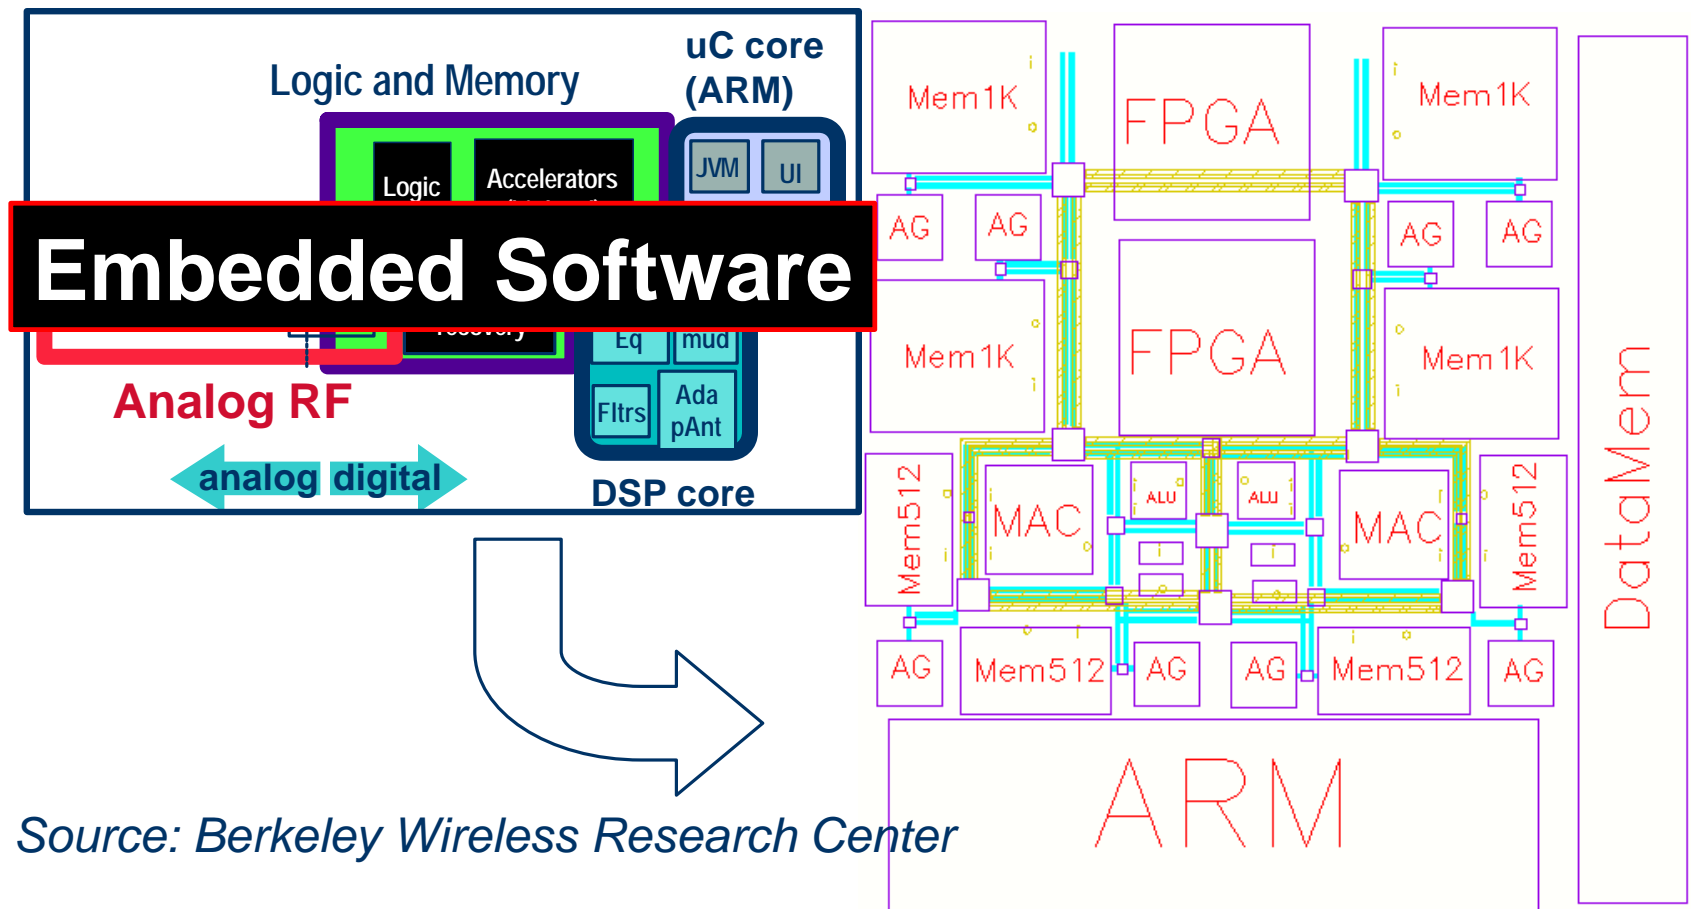 uC core
(ARM)
Logic and Memory
JVM
UI
Logic
Accelerators
Embedded Software
Eq
mud
Fltrs
Ada
pAnt
Analog RF
analog digital
DSP core
Source: Berkeley Wireless Research Center
Mem1K
FPGA
Mem1K
AG
AG
AG
AG
Mem1K
FPGA
Mem1K
Mem512
MAC
ALU
ALU
MAC
Mem512
AG
Mem512
AG
AG
Mem512
AG
ARM
DataMem